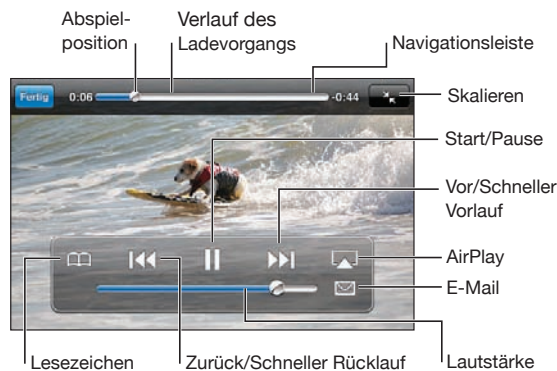 Abspiel-
position
Verlauf des
Ladevorgangs
Navigationsleiste
Fertig 0:06 -0:44
Skalieren
Start/Pause
Vor/Schneller
Vorlauf
AirPlay
E-Mail
Lesezeichen Zurück/Schneller Rücklauf Lautstärke